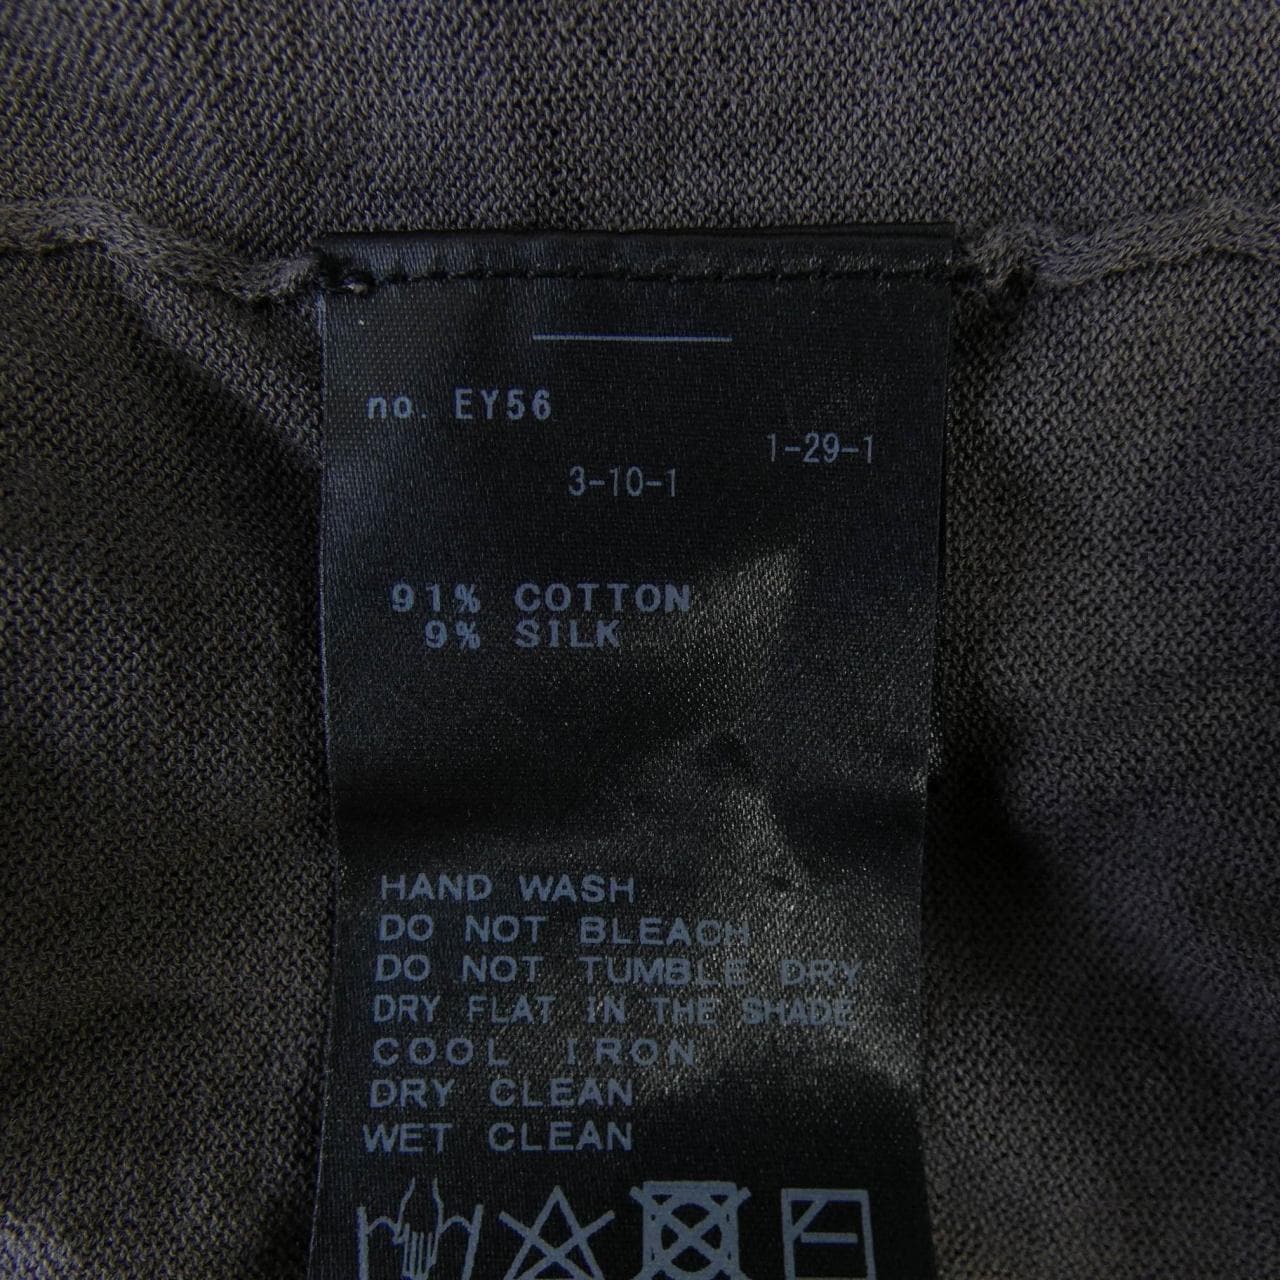 no. EY56
1-29-1
3-10-1
91% COTTON
9% SILK
HAND WASH
DO NOT BLEACH
DO NOT TUMBLE DRY
DRY FLAT IN THE SHADE
COOL IRON
DRY CLEAN
WET CLEAN